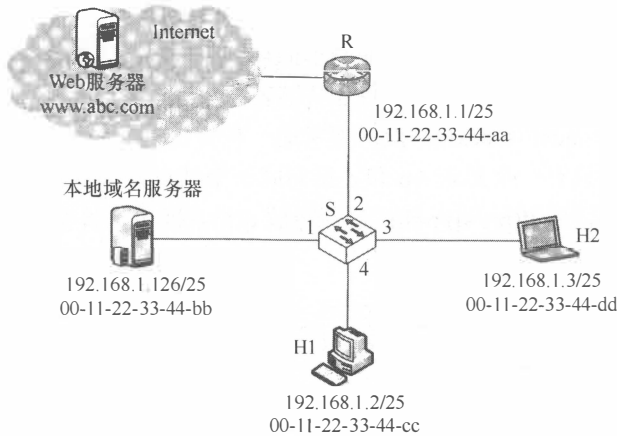 Internet
Web服务器
www.abc.com
R
192.168.1.1/25
00-11-22-33-44-aa
本地域名服务器
S
2
1
3
4
H2
192.168.1.126/25
00-11-22-33-44-bb
192.168.1.3/25
00-11-22-33-44-dd
H1
192.168.1.2/25
00-11-22-33-44-cc